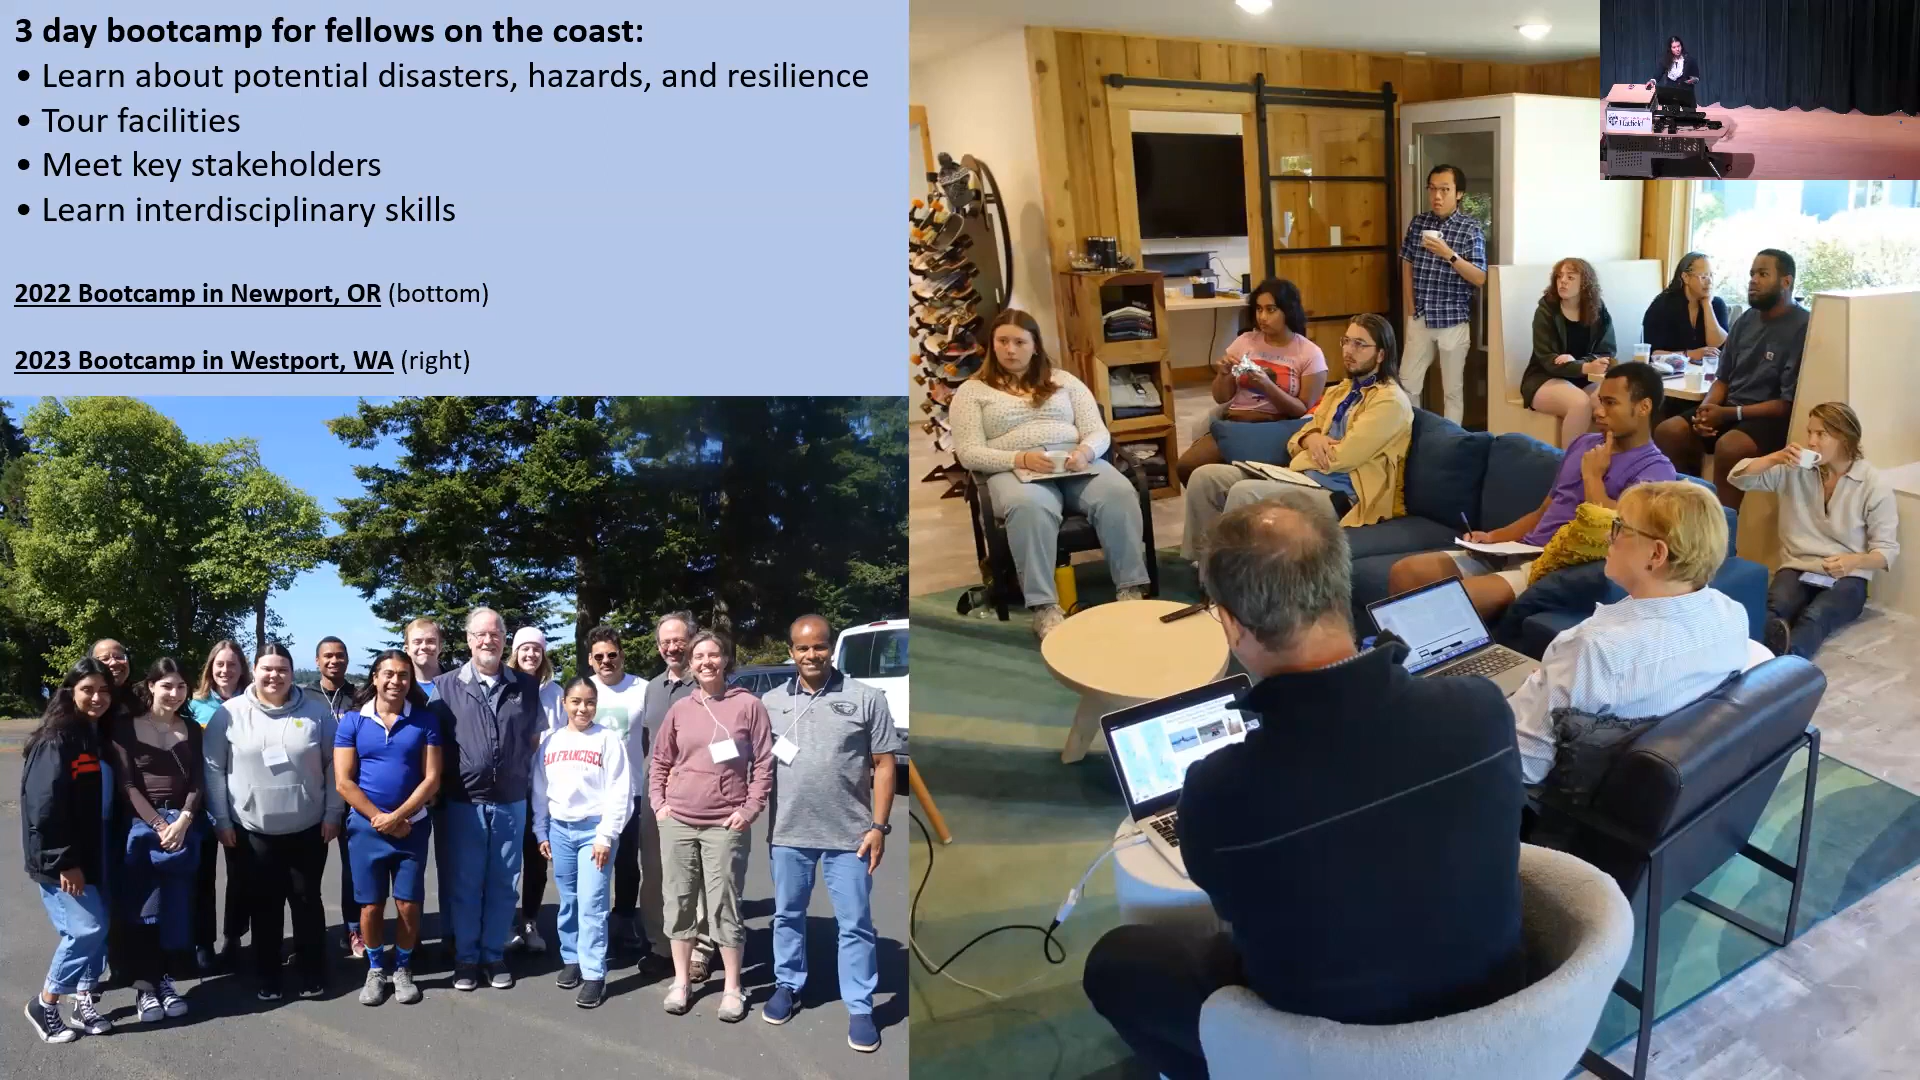 3 day bootcamp for fellows on the coast:
• Learn about potential disasters, hazards, and resilience
• Tour facilities
• Meet key stakeholders
• Learn interdisciplinary skills
2022 Bootcamp in Newport, OR (bottom)
2023 Bootcamp in Westport, WA (right)
Hatfield
SAN FRANCISCO